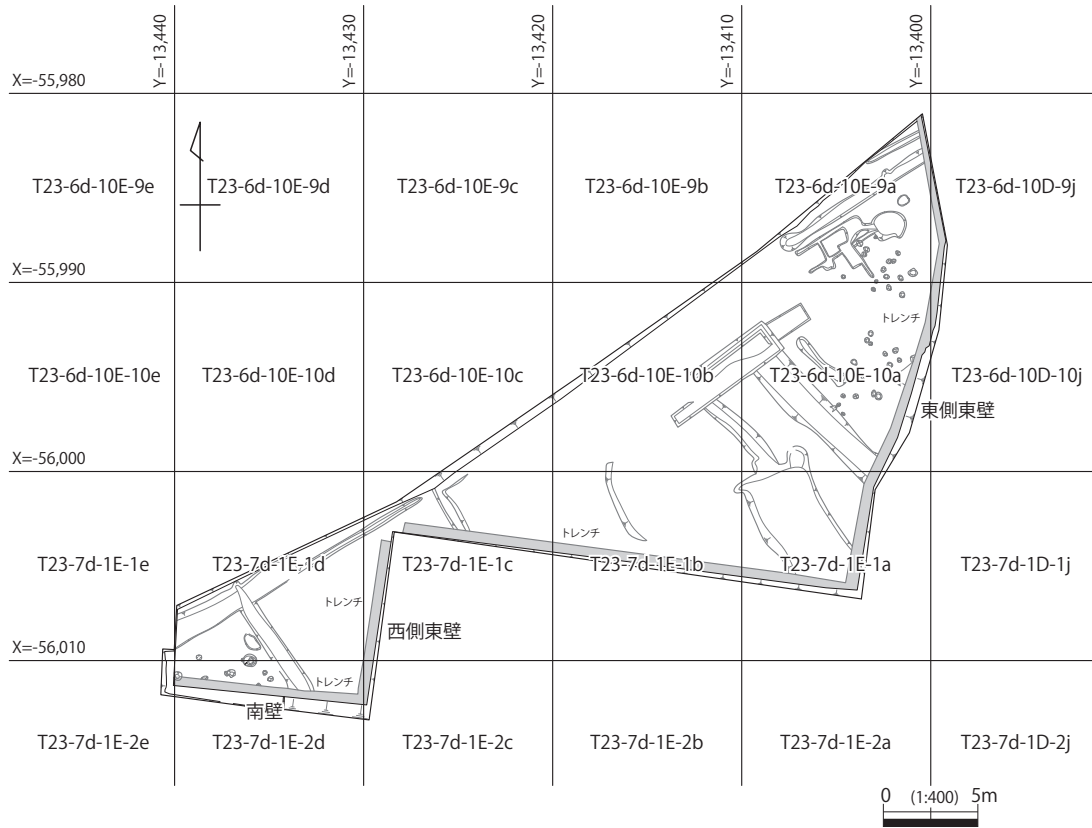 Y=-13,440
Y=-13,430
Y=-13,420
Y=-13,410
Y=-13,400
X=-55,980
T23-6d-10E-9e
T23-6d-10E-9d
T23-6d-10E-9c
T23-6d-10E-9b
T23-6d-10E-9a
T23-6d-10D-9j
X=-55,990
トレンチ
T23-6d-10E-10e
T23-6d-10E-10d
T23-6d-10E-10c
T23-6d-10E-10b
T23-6d-10E-10a
T23-6d-10D-10j
東側東壁
X=-56,000
トレンチ
T23-7d-1E-1e
T23-7d-1E-1d
T23-7d-1E-1c
T23-7d-1E-1b
T23-7d-1E-1a
T23-7d-1D-1j
トレンチ
西側東壁
X=-56,010
トレンチ
南壁
T23-7d-1E-2e
T23-7d-1E-2d
T23-7d-1E-2c
T23-7d-1E-2b
T23-7d-1E-2a
T23-7d-1D-2j
0 (1:400) 5m